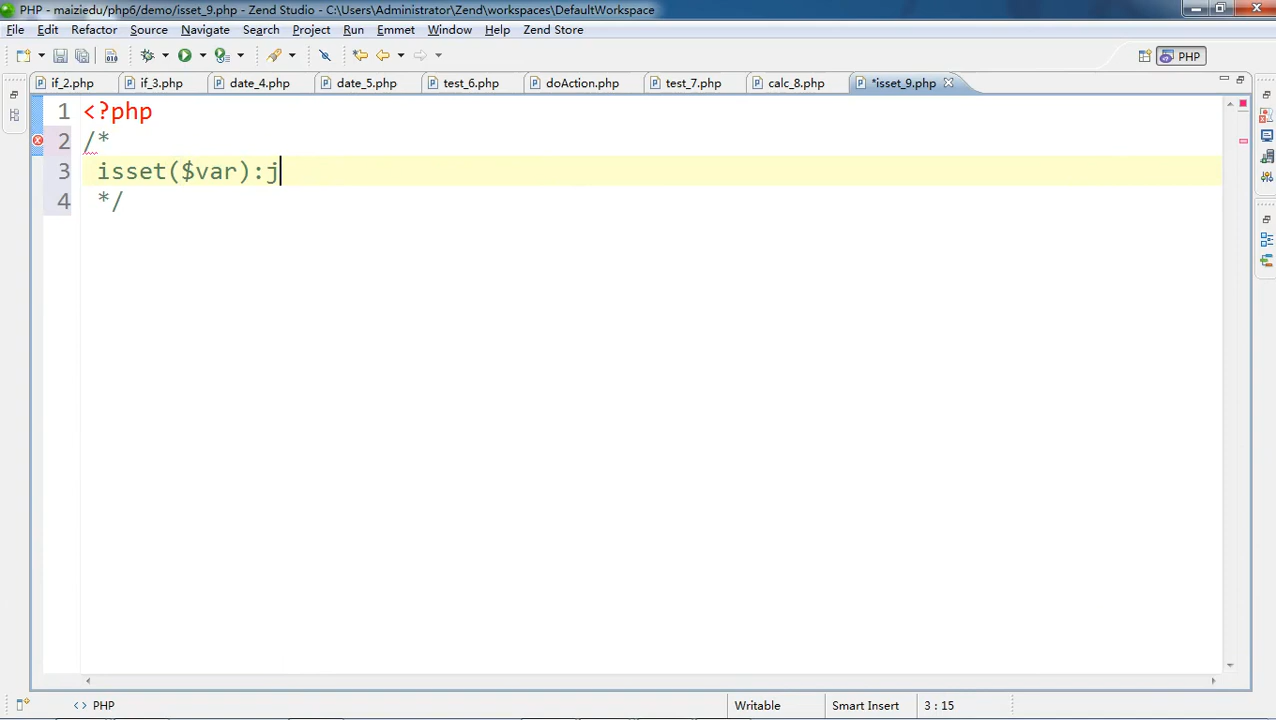 PHP - maiziedu/php6/demo/isset_9.php - Zend Studio - C:\Users\Administrator\Zend\workspaces\DefaultWorkspace
File Edit Refactor Source Navigate Search Project Run Emmet Window Help Zend Store
PHP
if_2.php if_3.php date_4.php date_5.php test_6.php doAction.php test_7.php calc_8.php *isset_9.php
1 <?php
2 /*
3 isset($var):j
4 */
<> PHP Writable Smart Insert 3 : 15